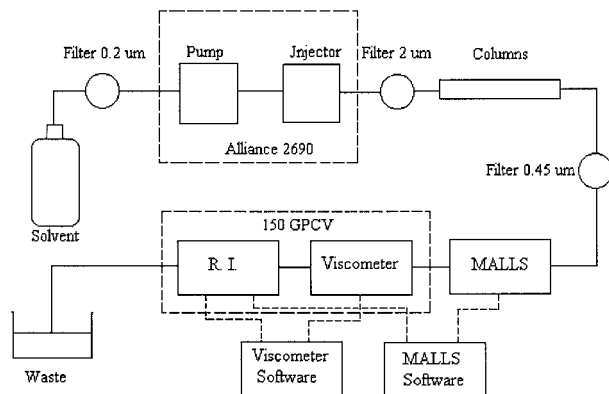 Filter 0.2 um
Pump
Jnjector
Filter 2 um
Columns
Alliance 2690
Filter 0.45 um
Solvent
150 GPCV
R. I.
Viscometer
MALLS
Waste
Viscometer
Software
MALLS
Software